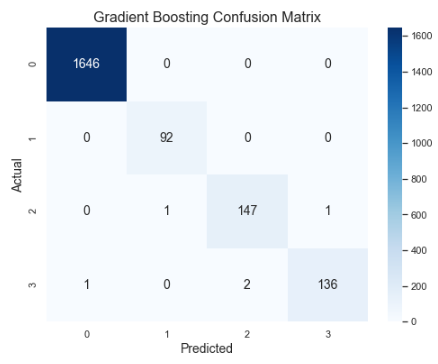 Gradient Boosting Confusion Matrix
Actual
0 1646 0 0 0
1 0 92 0 0
2 0 1 147 1
3 1 0 2 136
0 1 2 3
Predicted
1600
1400
1200
1000
800
600
400
200
0